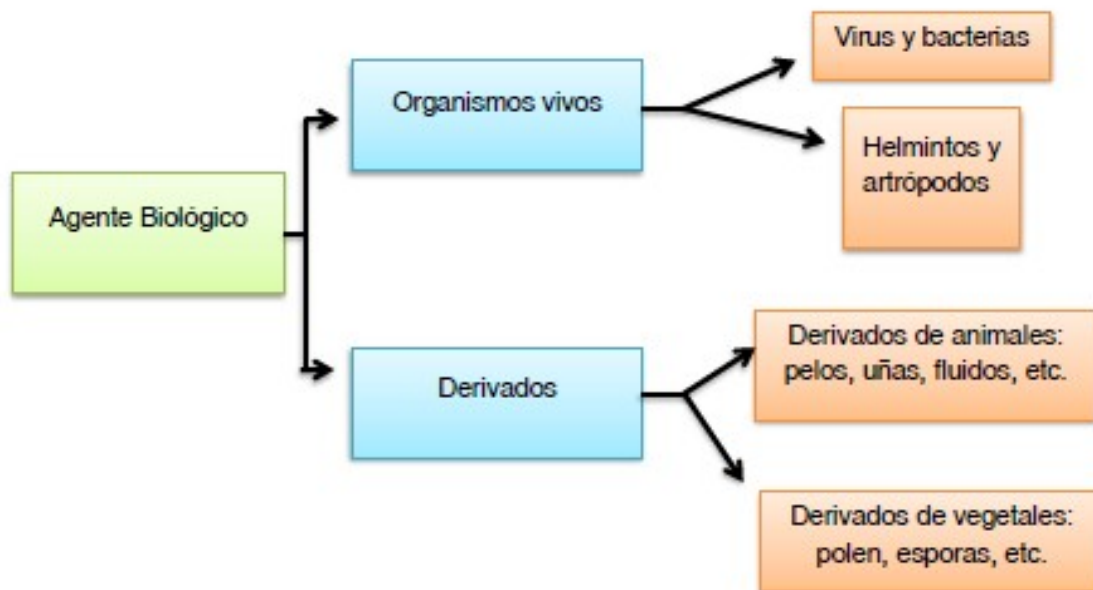 Agente Biológico
Organismos vivos
Virus y bacterias
Helmintos y
artrópodos
Derivados
Derivados de animales:
pelos, uñas, fluidos, etc.
Derivados de vegetales:
polen, esporas, etc.